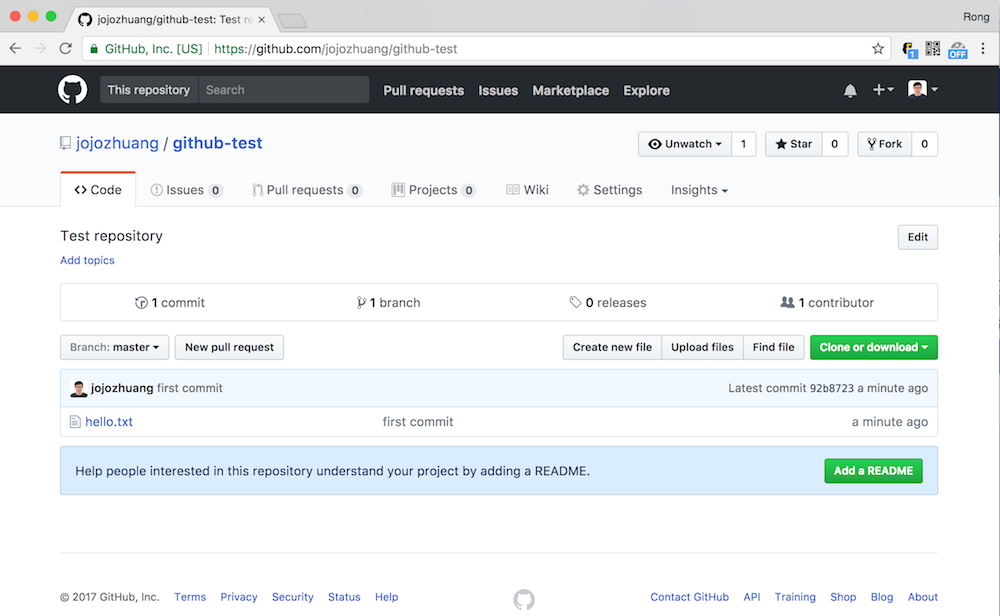 jojozhuang/github-test: Test re
Rong
GitHub, Inc. [US] https://github.com/jojozhuang/github-test
1 OFF
This repository Search Pull requests Issues Marketplace Explore
jojozhuang / github-test Unwatch 1 Star 0 Fork 0
Code Issues 0 Pull requests 0 Projects 0 Wiki Settings Insights
Test repository Edit
Add topics
1 commit 1 branch 0 releases 1 contributor
Branch: master New pull request Create new file Upload files Find file Clone or download
jojozhuang first commit Latest commit 92b8723 a minute ago
hello.txt first commit a minute ago
Help people interested in this repository understand your project by adding a README. Add a README
© 2017 GitHub, Inc. Terms Privacy Security Status Help Contact GitHub API Training Shop Blog About